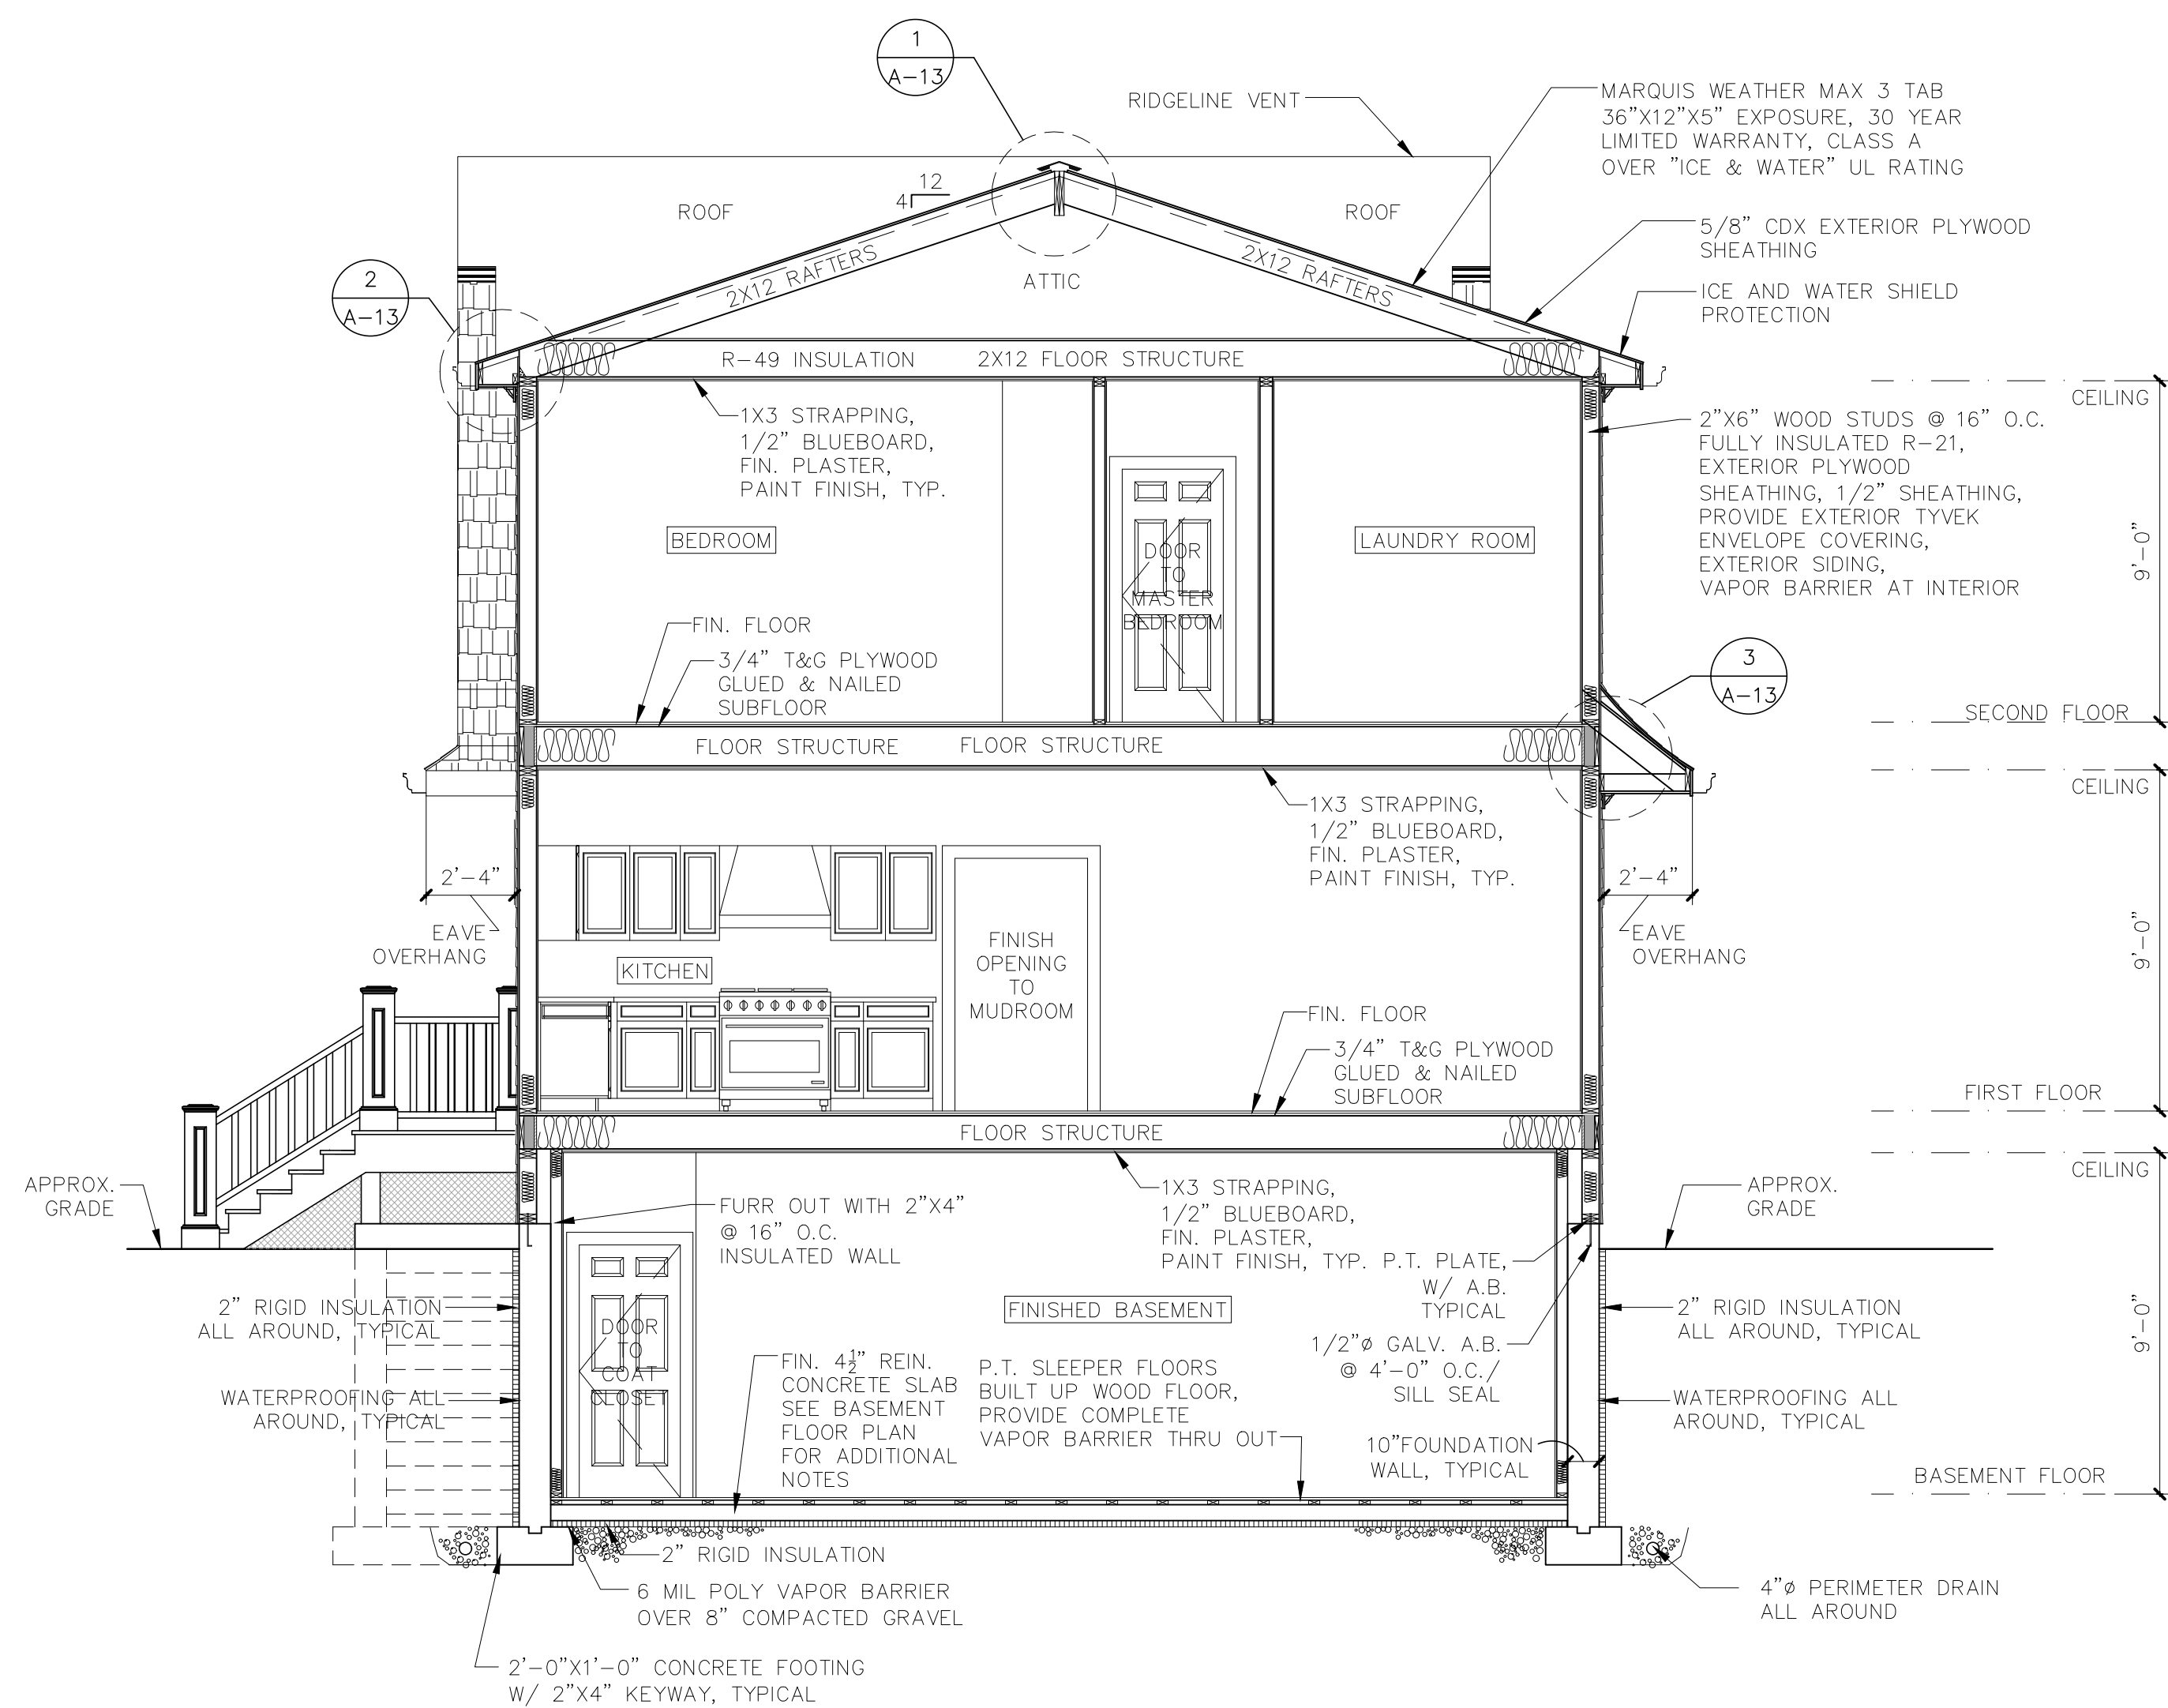 1
A-13
RIDGELINE VENT
MARQUIS WEATHER MAX 3 TAB
36"X12"X5" EXPOSURE, 30 YEAR
LIMITED WARRANTY, CLASS A
OVER "ICE & WATER" UL RATING
12
4
ROOF
ROOF
5/8" CDX EXTERIOR PLYWOOD
SHEATHING
2
A-13
2X12 RAFTERS
2X12 RAFTERS
ATTIC
ICE AND WATER SHIELD
PROTECTION
R-49 INSULATION
2X12 FLOOR STRUCTURE
CEILING
1X3 STRAPPING,
1/2" BLUEBOARD,
FIN. PLASTER,
PAINT FINISH, TYP.
2"X6" WOOD STUDS @ 16" O.C.
FULLY INSULATED R-21,
EXTERIOR PLYWOOD
SHEATHING, 1/2" SHEATHING,
PROVIDE EXTERIOR TYVEK
ENVELOPE COVERING,
EXTERIOR SIDING,
VAPOR BARRIER AT INTERIOR
9'-0"
BEDROOM
DOOR
TO
MASTER
BEDROOM
LAUNDRY ROOM
FIN. FLOOR
3/4" T&G PLYWOOD
GLUED & NAILED
SUBFLOOR
3
A-13
SECOND FLOOR
FLOOR STRUCTURE
FLOOR STRUCTURE
CEILING
1X3 STRAPPING,
1/2" BLUEBOARD,
FIN. PLASTER,
PAINT FINISH, TYP.
2'-4"
EAVE
OVERHANG
2'-4"
EAVE
OVERHANG
9'-0"
KITCHEN
FINISH
OPENING
TO
MUDROOM
FIN. FLOOR
3/4" T&G PLYWOOD
GLUED & NAILED
SUBFLOOR
FIRST FLOOR
FLOOR STRUCTURE
CEILING
APPROX.
GRADE
FURR OUT WITH 2"X4"
@ 16" O.C.
INSULATED WALL
1X3 STRAPPING,
1/2" BLUEBOARD,
FIN. PLASTER,
PAINT FINISH, TYP.
P.T. PLATE,
W/ A.B.
TYPICAL
APPROX.
GRADE
2" RIGID INSULATION
ALL AROUND, TYPICAL
FINISHED BASEMENT
1/2"ø GALV. A.B.
@ 4'-0" O.C./
SILL SEAL
2" RIGID INSULATION
ALL AROUND, TYPICAL
9'-0"
DOOR
TO
COAT
CLOSET
WATERPROOFING ALL
AROUND, TYPICAL
FIN. 4½" REIN.
CONCRETE SLAB
SEE BASEMENT
FLOOR PLAN
FOR ADDITIONAL
NOTES
P.T. SLEEPER FLOORS
BUILT UP WOOD FLOOR,
PROVIDE COMPLETE
VAPOR BARRIER THRU OUT
10"FOUNDATION
WALL, TYPICAL
WATERPROOFING ALL
AROUND, TYPICAL
BASEMENT FLOOR
2" RIGID INSULATION
6 MIL POLY VAPOR BARRIER
OVER 8" COMPACTED GRAVEL
4"ø PERIMETER DRAIN
ALL AROUND
2'-0"X1'-0" CONCRETE FOOTING
W/ 2"X4" KEYWAY, TYPICAL